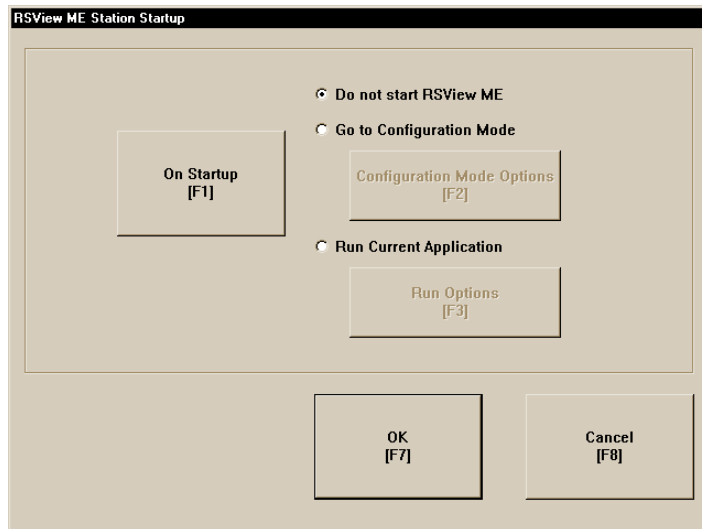 RSView ME Station Startup
Do not start RSView ME
Go to Configuration Mode
On Startup
[F1]
Configuration Mode Options
[F2]
Run Current Application
Run Options
[F3]
OK
[F7]
Cancel
[F8]